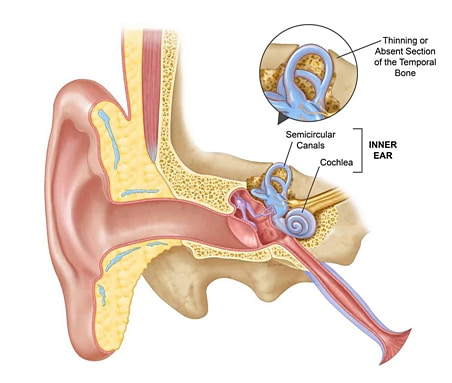 Thinning or
Absent Section
of the Temporal
Bone
Semicircular
Canals
INNER
EAR
Cochlea